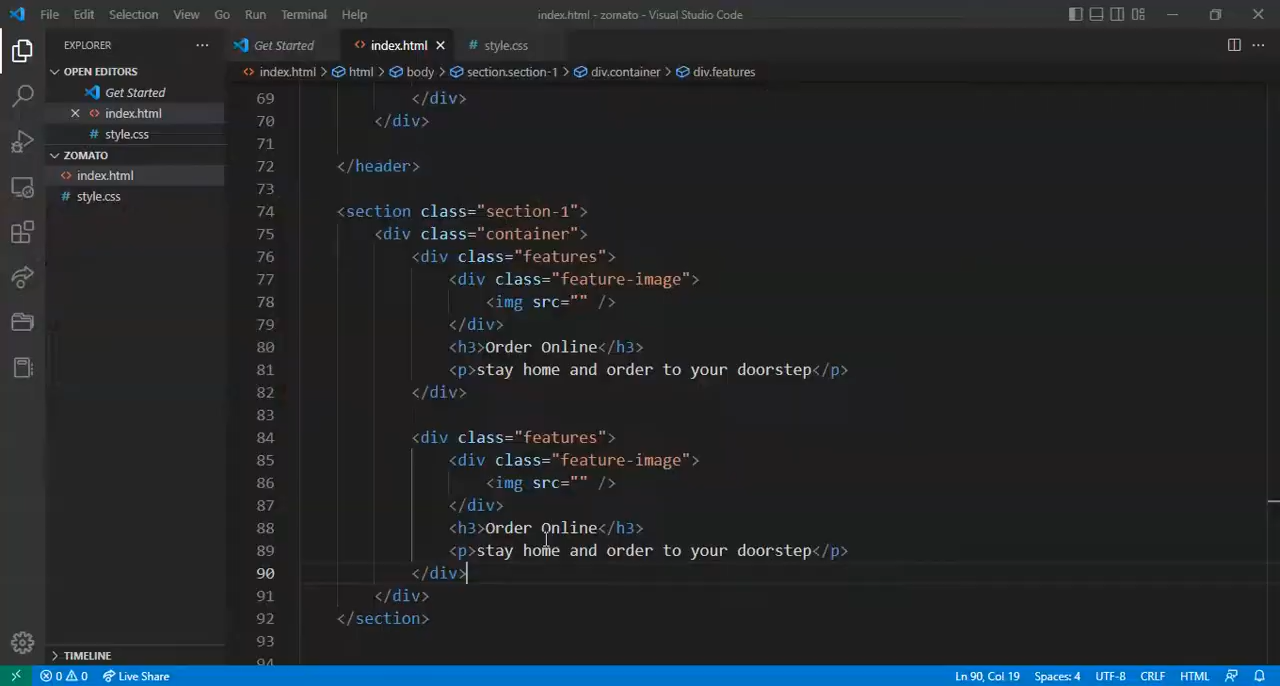 File Edit Selection View Go Run Terminal Help index.html - zomato - Visual Studio Code
EXPLORER
OPEN EDITORS
Get Started
index.html
# style.css
ZOMATO
index.html
# style.css
TIMELINE
Get Started index.html # style.css
index.html > html > body > section.section-1 > div.container > div.features
69 </div>
70 </div>
71
72 </header>
73
74 <section class="section-1">
75 <div class="container">
76 <div class="features">
77 <div class="feature-image">
78 <img src="" />
79 </div>
80 <h3>Order Online</h3>
81 <p>stay home and order to your doorstep</p>
82 </div>
83
84 <div class="features">
85 <div class="feature-image">
86 <img src="" />
87 </div>
88 <h3>Order Online</h3>
89 <p>stay home and order to your doorstep</p>
90 </div>
91 </div>
92 </section>
93
94
0 0 Live Share Ln 90, Col 19 Spaces: 4 UTF-8 CRLF HTML